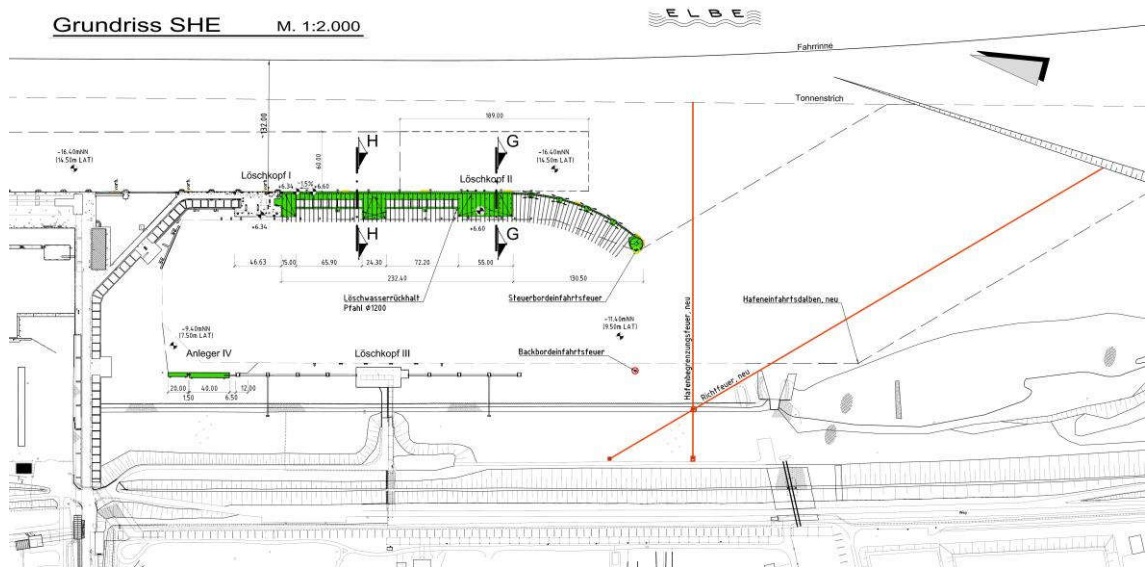 Grundriss SHE M. 1:2.000
ELBE
Fahrrinne
Tonnenstrich
~132.00
189.00
60.00
H
G
-16.40mNN
(14.50m LAT)
-16.40mNN
(14.50m LAT)
Löschkopf I
Löschkopf II
+6.34
+6.60
+6.34
+6.60
H
G
46.63
15.00
65.90
24.30
72.20
55.00
232.40
130.50
Löschwasserrückhalt
Pfahl Ø1200
Steuerbordeinfahrtsfeuer
Hafeneinfahrtsdalben, neu
-11.40mNN
(9.50m LAT)
-9.40mNN
(7.50m LAT)
Anleger IV
Löschkopf III
Backbordeinfahrtsfeuer
Hafenbegrenzungsfeuer, neu
Richtfeuer, neu
20.00
40.00
12.00
1.50
6.50
Weg